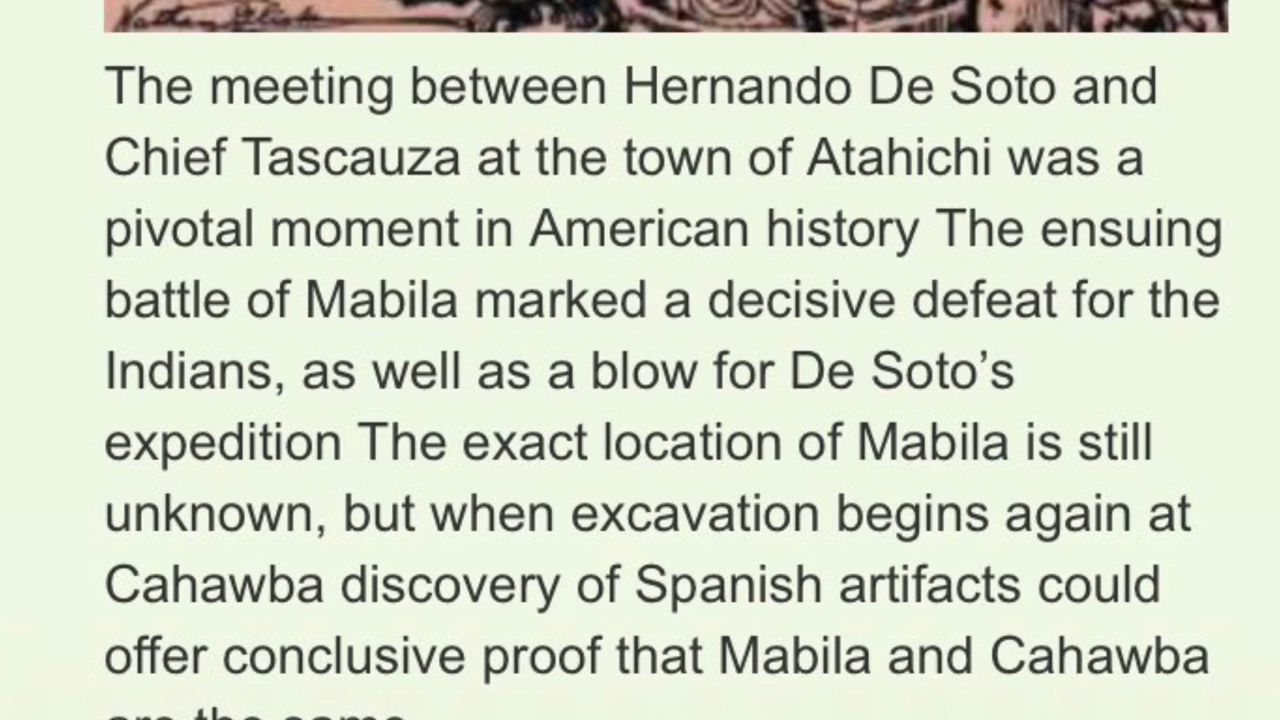 The meeting between Hernando De Soto and
Chief Tascauza at the town of Atahichi was a
pivotal moment in American history The ensuing
battle of Mabila marked a decisive defeat for the
Indians, as well as a blow for De Soto’s
expedition The exact location of Mabila is still
unknown, but when excavation begins again at
Cahawba discovery of Spanish artifacts could
offer conclusive proof that Mabila and Cahawba
are the same